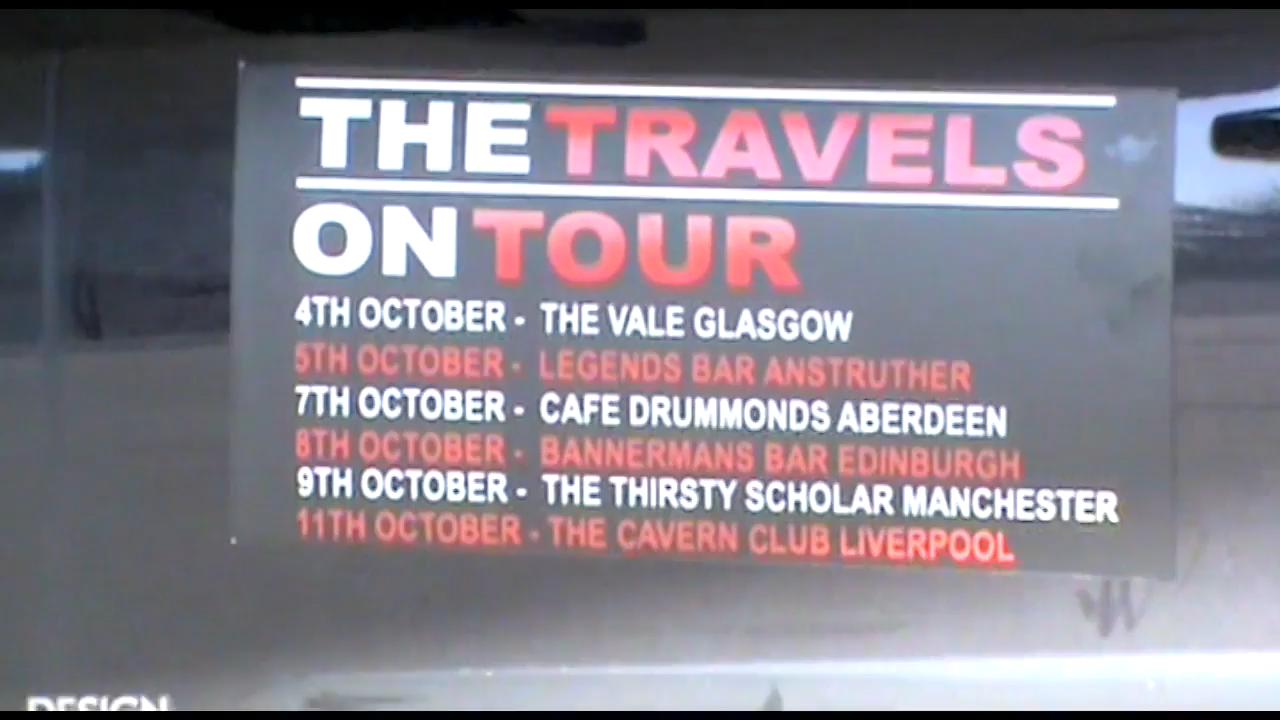 THE TRAVELS
ON TOUR
4TH OCTOBER - THE VALE GLASGOW
5TH OCTOBER - LEGENDS BAR ANSTRUTHER
7TH OCTOBER - CAFE DRUMMONDS ABERDEEN
8TH OCTOBER - BANNERMANS BAR EDINBURGH
9TH OCTOBER - THE THIRSTY SCHOLAR MANCHESTER
11TH OCTOBER - THE CAVERN CLUB LIVERPOOL
DESIGN